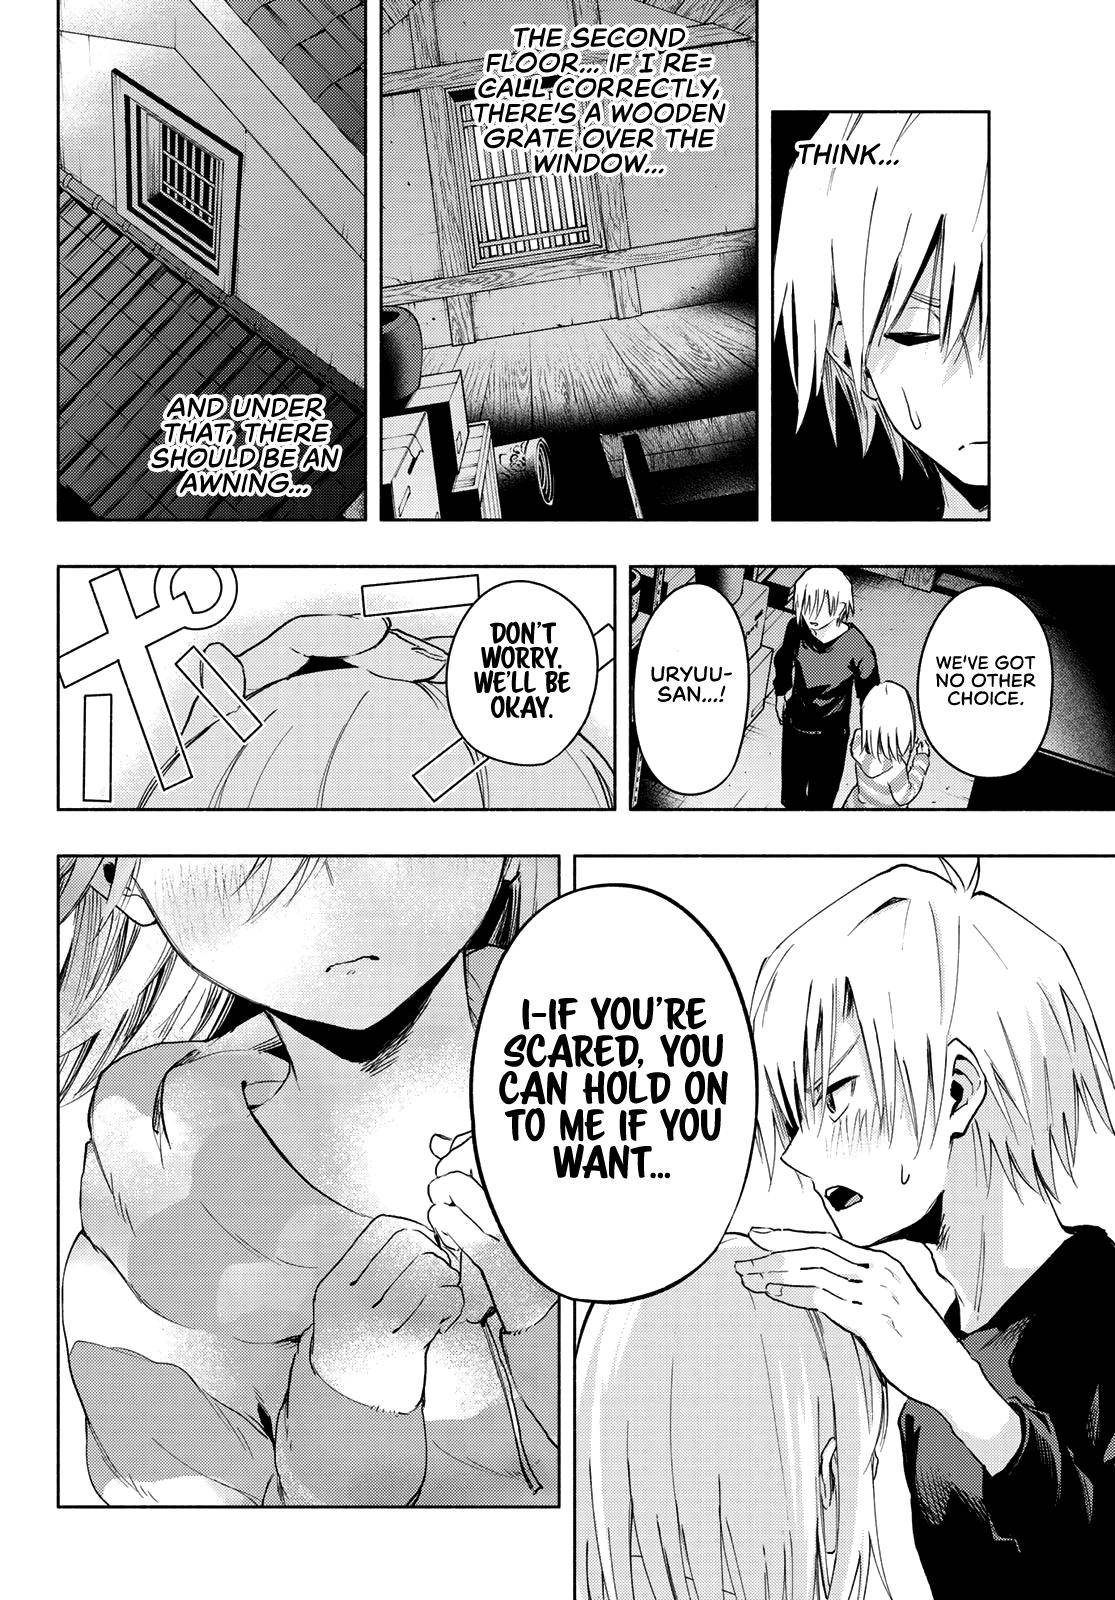 THINK...
THE SECOND
FLOOR... IF I RE-
CALL CORRECTLY,
THERE'S A WOODEN
GRATE OVER THE
WINDOW...
AND UNDER
THAT, THERE
SHOULD BE AN
AWNING...
WE'VE GOT
NO OTHER
CHOICE.
URYUU-
SAN...!
DON'T
WORRY.
WE'LL BE
OKAY.
I-IF YOU'RE
SCARED, YOU
CAN HOLD ON
TO ME IF YOU
WANT...